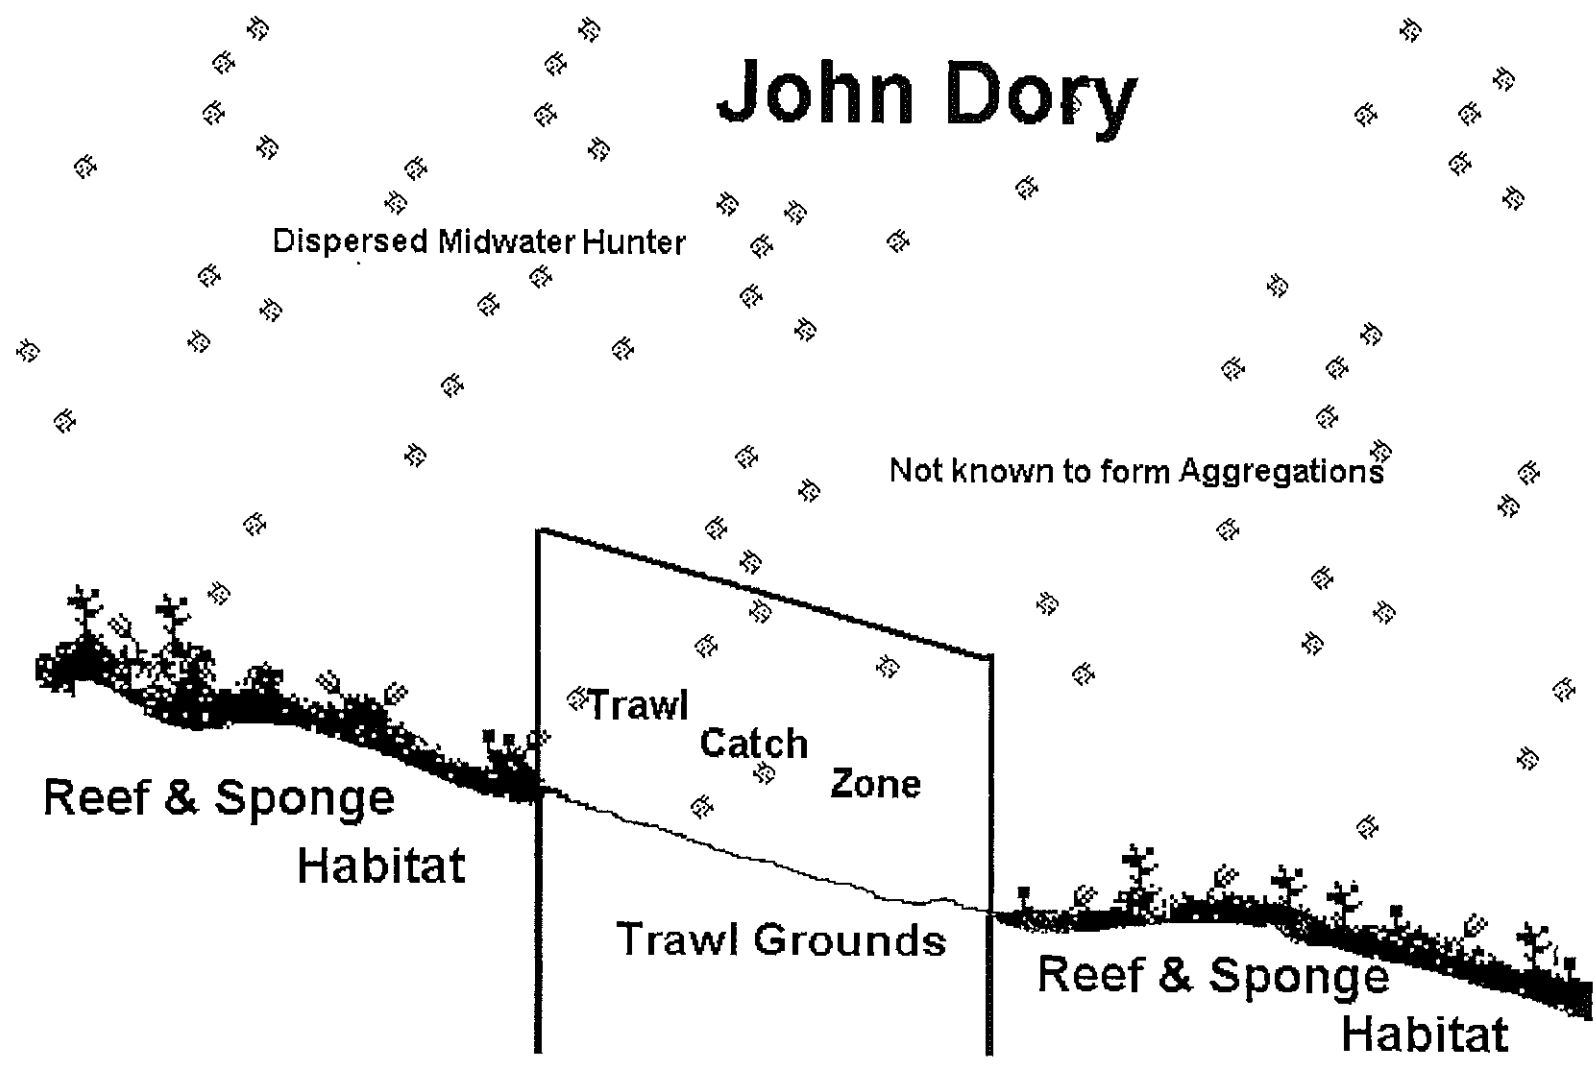 John Dory
Dispersed Midwater Hunter
Not known to form Aggregations
Trawl
Catch
Zone
Reef & Sponge
Habitat
Trawl Grounds
Reef & Sponge
Habitat